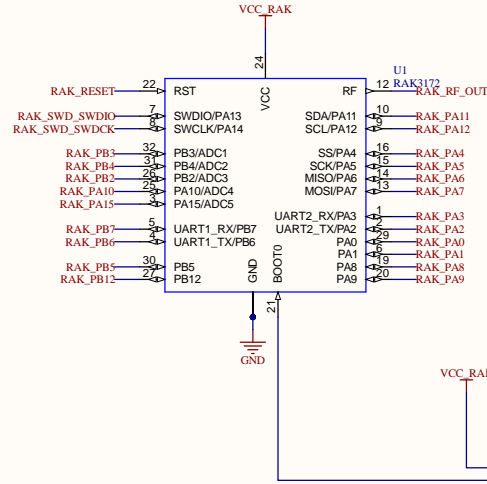 VCC_RAK
24
VCC
U1
RAK3172
RAK_RESET 22 RST RF 12 RAK_RF_OUT
RAK_SWD_SWDIO 7 SWDIO/PA13 SDA/PA11 10 RAK_PA11
RAK_SWD_SWDCK 8 SWCLK/PA14 SCL/PA12 9 RAK_PA12
RAK_PB3 32 PB3/ADC1 SS/PA4 16 RAK_PA4
RAK_PB4 31 PB4/ADC2 SCK/PA5 15 RAK_PA5
RAK_PB2 26 PB2/ADC3 MISO/PA6 14 RAK_PA6
RAK_PA10 25 PA10/ADC4 MOSI/PA7 13 RAK_PA7
RAK_PA15 3 PA15/ADC5
UART2_RX/PA3 1 RAK_PA3
RAK_PB7 5 UART1_RX/PB7 UART2_TX/PA2 2 RAK_PA2
RAK_PB6 4 UART1_TX/PB6 PA0 29 RAK_PA0
PA1 6 RAK_PA1
RAK_PB5 30 PB5 PA8 19 RAK_PA8
RAK_PB12 27 PB12 PA9 20 RAK_PA9
GND
BOOT0
21
GND
VCC_RAK